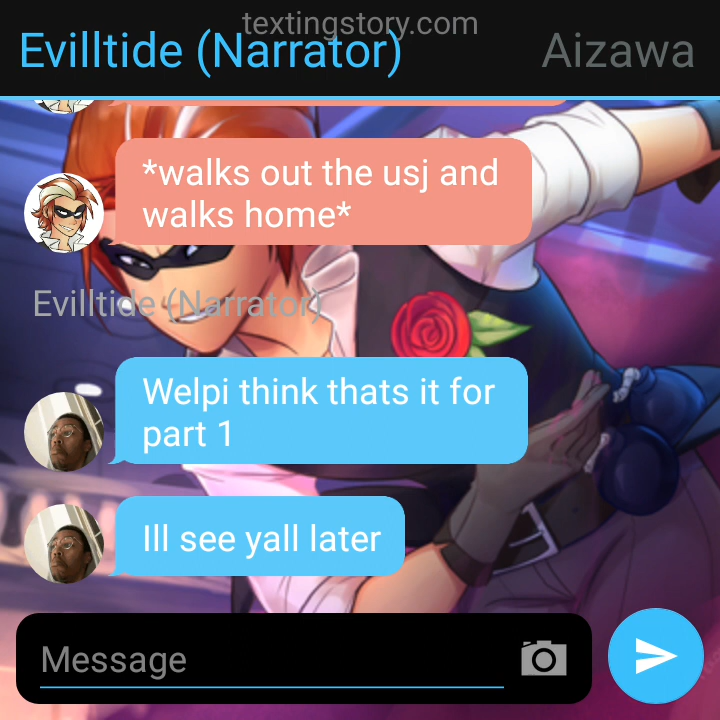 textingstory.com
Evilltide (Narrator) Aizawa
*walks out the usj and
walks home*
Evilltide (Narrator)
Welpi think thats it for
part 1
Ill see yall later
Message